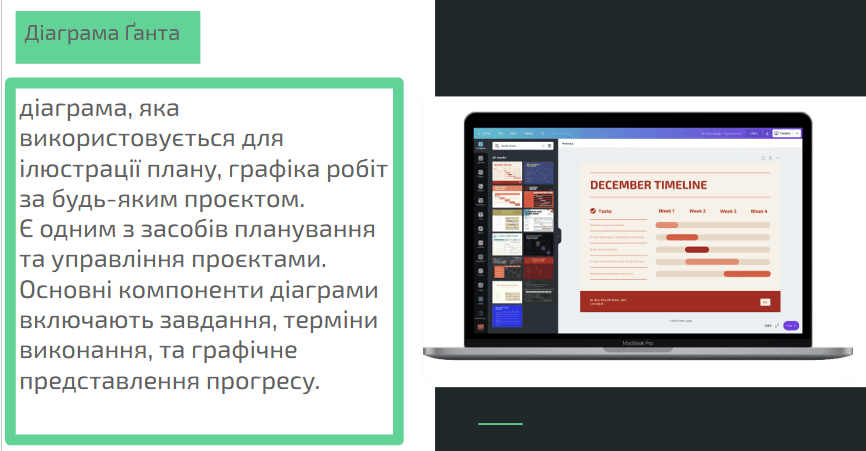 Діаграма Ґанта
діаграма, яка
використовується для
ілюстрації плану, графіка робіт
за будь-яким проєктом.
Є одним з засобів планування
та управління проєктами.
Основні компоненти діаграми
включають завдання, терміни
виконання, та графічне
представлення прогресу.
DECEMBER TIMELINE
Tasks Week 1 Week 2 Week 3 Week 4
MacBook Pro